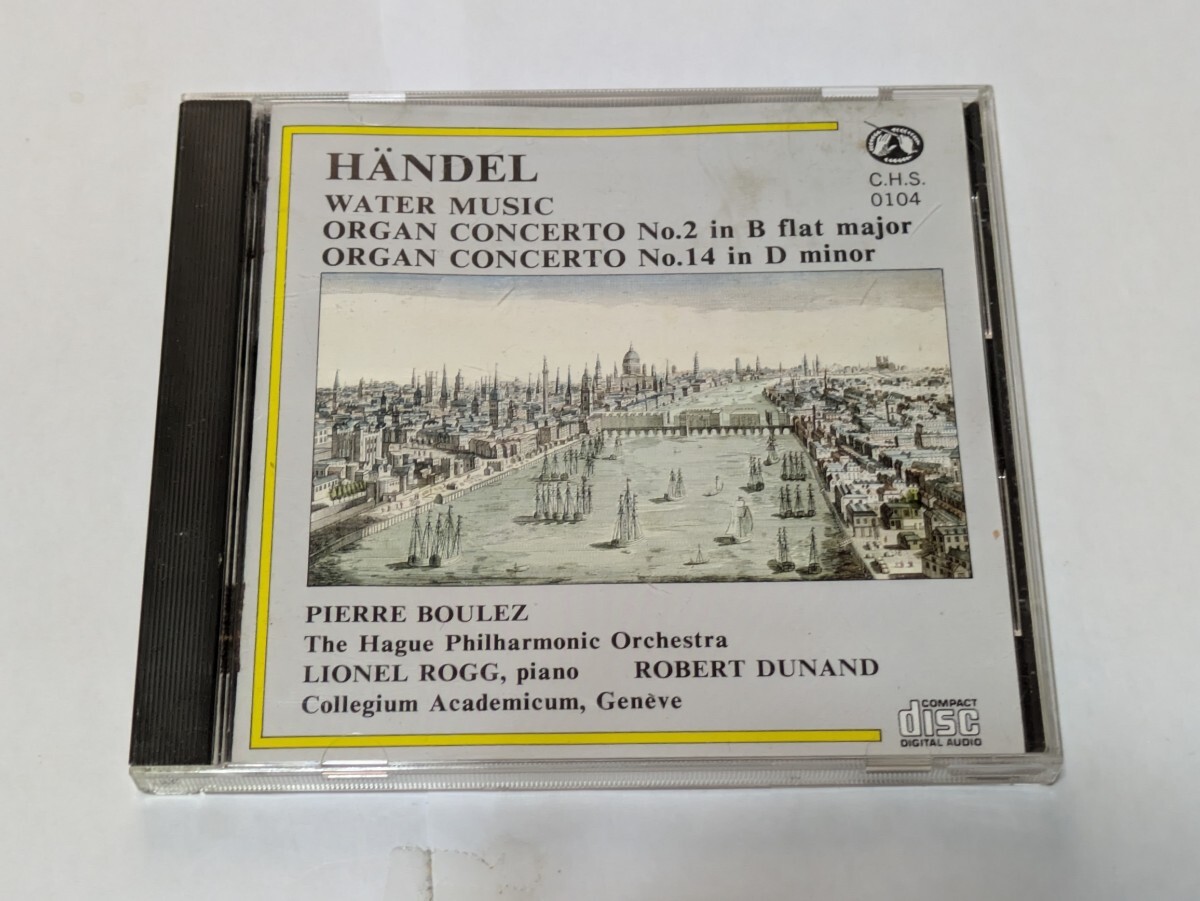 HÄNDEL
WATER MUSIC
ORGAN CONCERTO No.2 in B flat major
ORGAN CONCERTO No.14 in D minor
C.H.S.
0104
PIERRE BOULEZ
The Hague Philharmonic Orchestra
LIONEL ROGG, piano ROBERT DUNAND
Collegium Academicum, Genève
COMPACT
disc
DIGITAL AUDIO